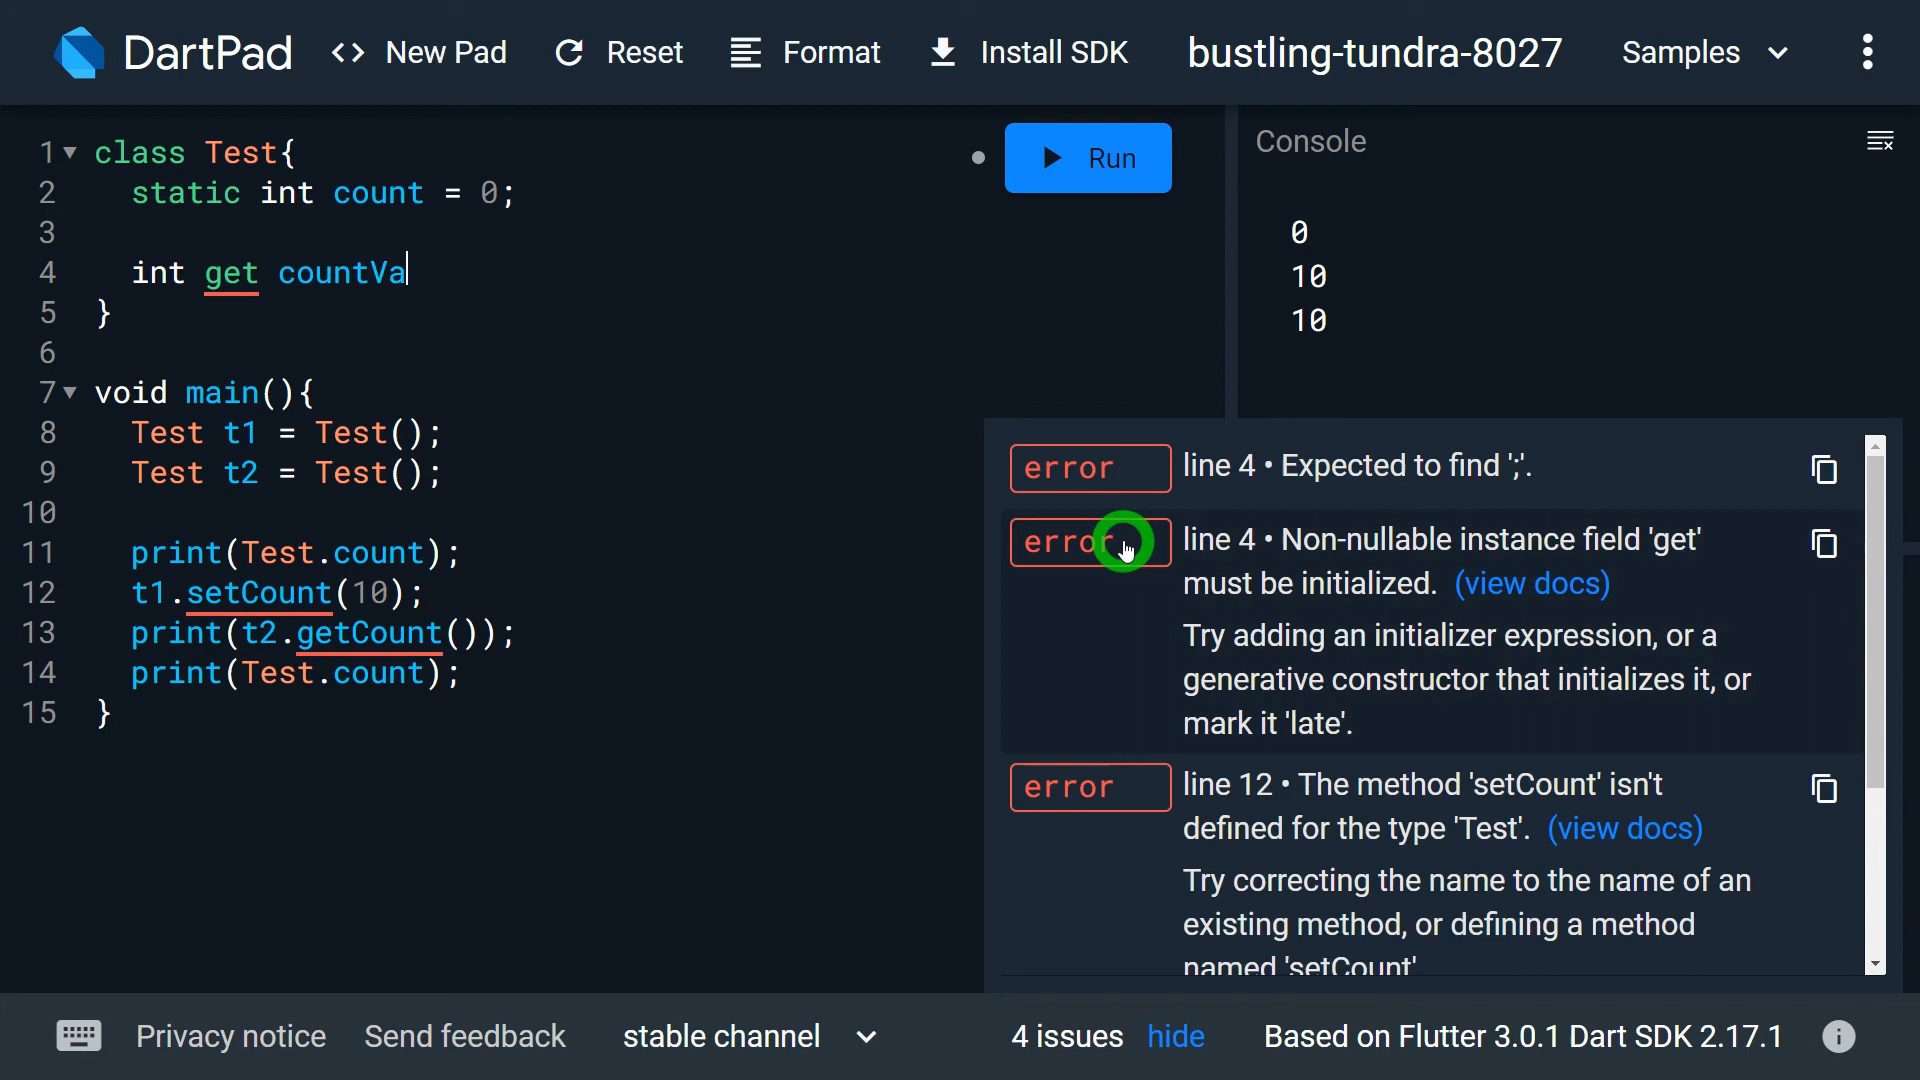 DartPad <> New Pad Reset Format Install SDK bustling-tundra-8027 Samples
1 class Test{
2 static int count = 0;
3
4 int get countVa
5 }
6
7 void main(){
8 Test t1 = Test();
9 Test t2 = Test();
10
11 print(Test.count);
12 t1.setCount(10);
13 print(t2.getCount());
14 print(Test.count);
15 }
Run
Console
0
10
10
error line 4 • Expected to find ';'.
error line 4 • Non-nullable instance field 'get'
must be initialized. (view docs)
Try adding an initializer expression, or a
generative constructor that initializes it, or
mark it 'late'.
error line 12 • The method 'setCount' isn't
defined for the type 'Test'. (view docs)
Try correcting the name to the name of an
existing method, or defining a method
named 'setCount'
Privacy notice Send feedback stable channel 4 issues hide Based on Flutter 3.0.1 Dart SDK 2.17.1